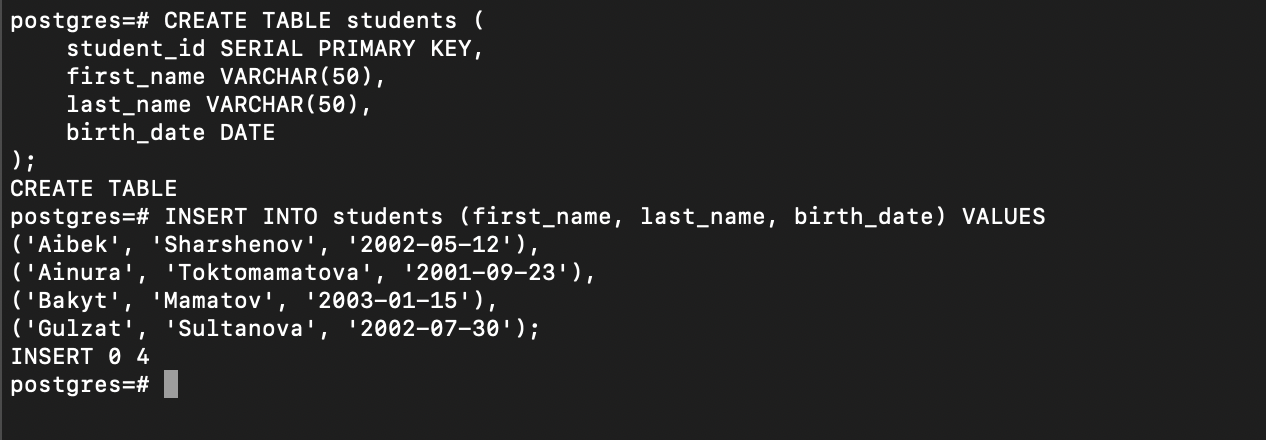 postgres=# CREATE TABLE students (
    student_id SERIAL PRIMARY KEY,
    first_name VARCHAR(50),
    last_name VARCHAR(50),
    birth_date DATE
);
CREATE TABLE
postgres=# INSERT INTO students (first_name, last_name, birth_date) VALUES
('Aibek', 'Sharshenov', '2002-05-12'),
('Ainura', 'Toktomamatova', '2001-09-23'),
('Bakyt', 'Mamatov', '2003-01-15'),
('Gulzat', 'Sultanova', '2002-07-30');
INSERT 0 4
postgres=#